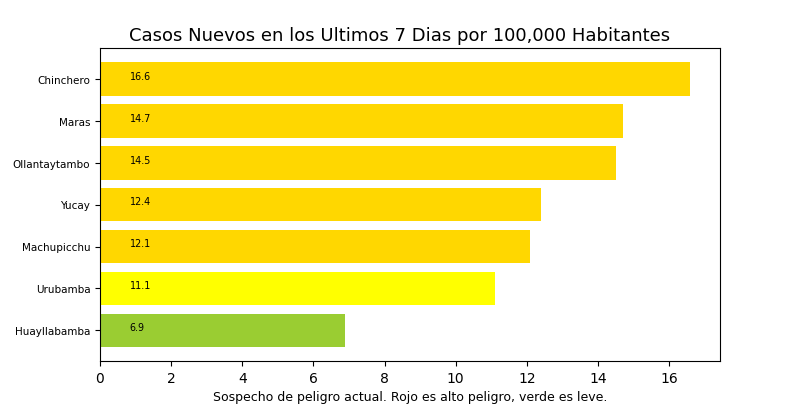 Casos Nuevos en los Ultimos 7 Dias por 100,000 Habitantes
Chinchero 16.6
Maras 14.7
Ollantaytambo 14.5
Yucay 12.4
Machupicchu 12.1
Urubamba 11.1
Huayllabamba 6.9
0 2 4 6 8 10 12 14 16
Sospecho de peligro actual. Rojo es alto peligro, verde es leve.